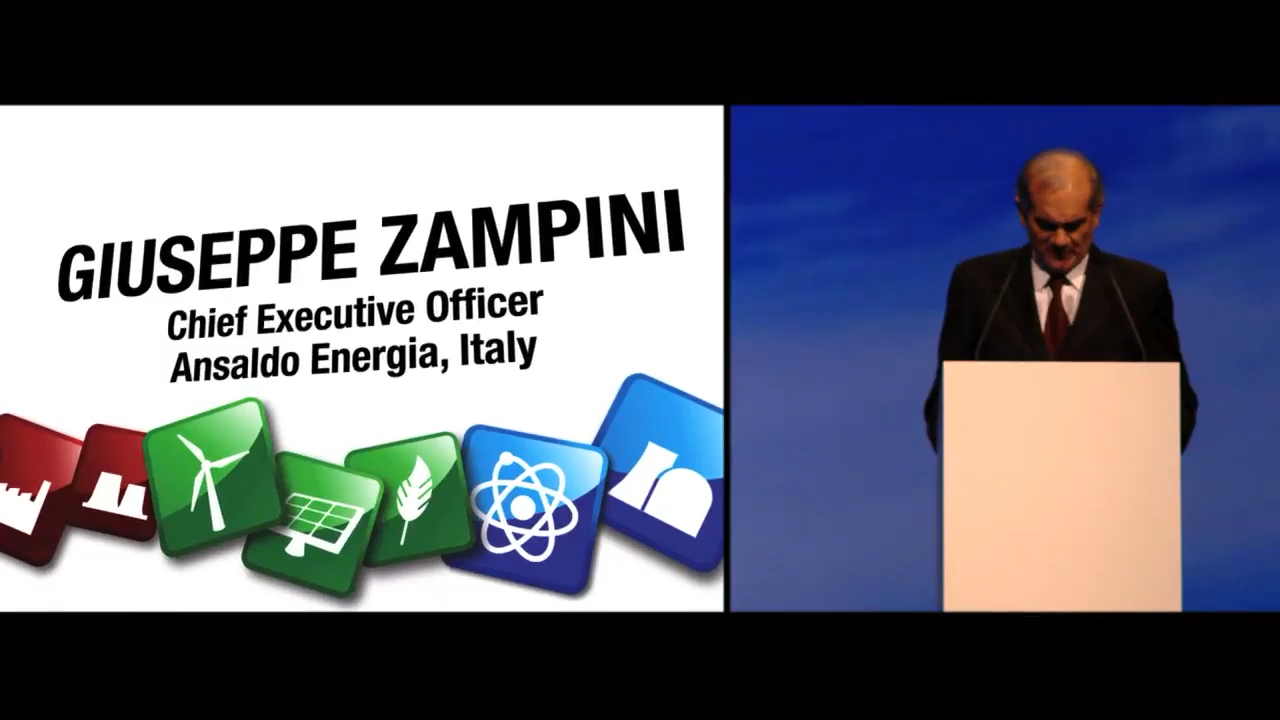 GIUSEPPE ZAMPINI
Chief Executive Officer
Ansaldo Energia, Italy